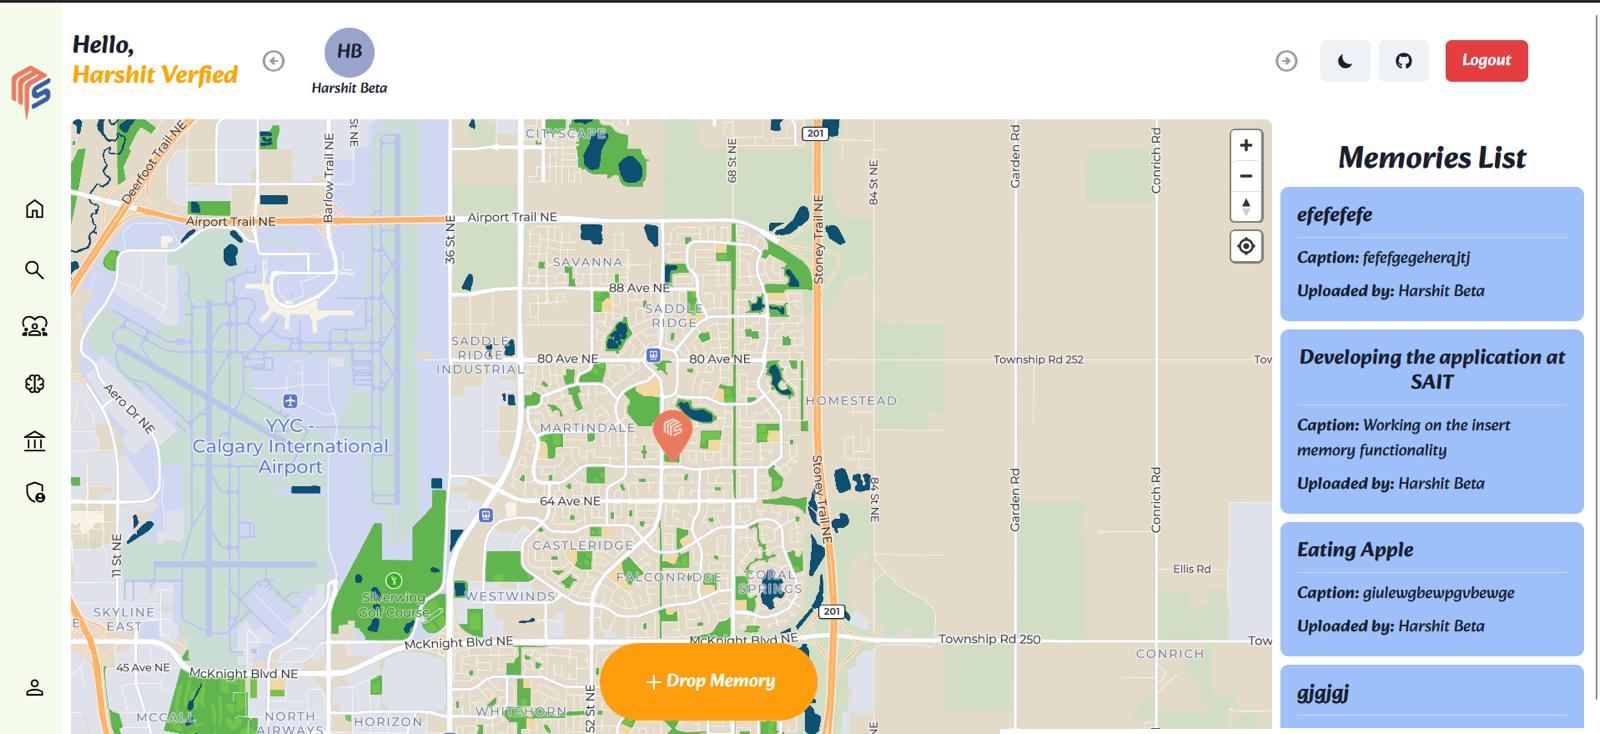 Hello,
Harshit Verfied
HB
Harshit Beta
Logout
CITYSCAPE
201
Deerfoot Trail NE
Barlow Trail NE
St NE
68 St NE
84 St NE
Garden Rd
Conrich Rd
Airport Trail NE
Airport Trail NE
36 St NE
Stoney Trail NE
SAVANNA
88 Ave NE
SADDLE
RIDGE
SADDLE
RIDGE
INDUSTRIAL
80 Ave NE
80 Ave NE
Township Rd 252
Tow
Aero Dr NE
HOMESTEAD
YYC -
Calgary International
Airport
MARTINDALE
64 Ave NE
Stoney Trail NE
84 St NE
Garden Rd
Conrich Rd
11 St NE
CASTLERIDGE
FALCONRIDGE
CORAL
SPRINGS
Ellis Rd
Silverwing
Golf Course
WESTWINDS
SKYLINE
EAST
E
201
McKnight Blvd NE
McKnight Blvd NE
Township Rd 250
Tow
CONRICH
45 Ave NE
McKnight Blvd NE
+ Drop Memory
MCCALL
NORTH
AIRWAYS
HORIZON
WHITEHORN
52 St NE
NE
Memories List
efefefefe
Caption: fefefgegeherqjtj
Uploaded by: Harshit Beta
Developing the application at
SAIT
Caption: Working on the insert
memory functionality
Uploaded by: Harshit Beta
Eating Apple
Caption: giulewgbewpgvbewge
Uploaded by: Harshit Beta
gjgjgj